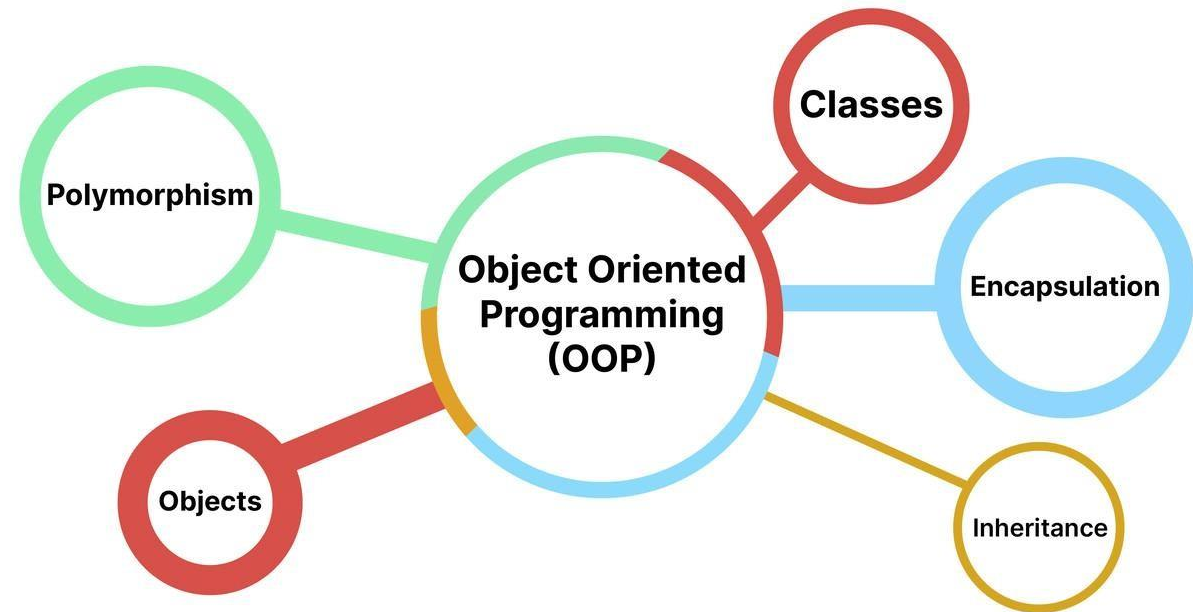 Classes
Polymorphism
Object Oriented
Programming
(OOP)
Encapsulation
Objects
Inheritance